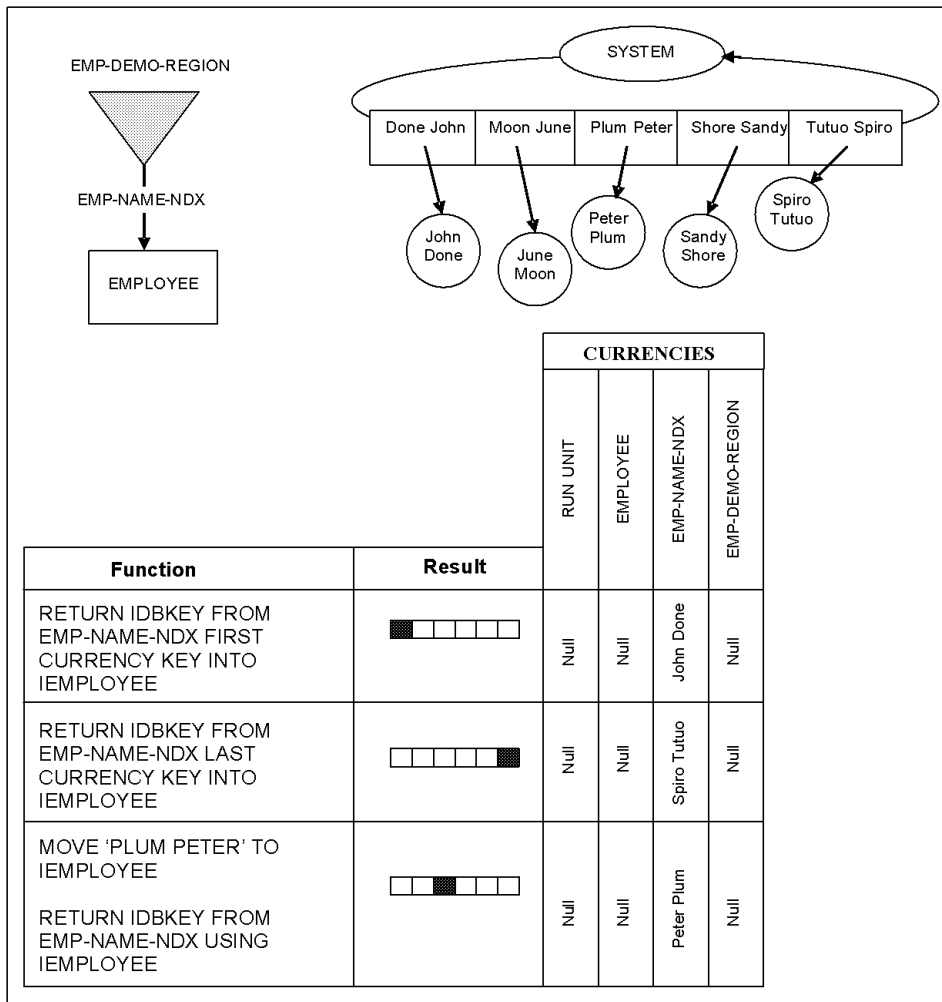 SYSTEM
EMP-DEMO-REGION
EMP-NAME-NDX
EMPLOYEE
Done John
Moon June
Plum Peter
Shore Sandy
Tutuo Spiro
John
Done
June
Moon
Peter
Plum
Sandy
Shore
Spiro
Tutuo
CURRENCIES
RUN UNIT
EMPLOYEE
EMP-NAME-NDX
EMP-DEMO-REGION
Function
Result
RETURN IDBKEY FROM
EMP-NAME-NDX FIRST
CURRENCY KEY INTO
IEMPLOYEE
Null
Null
John Done
Null
RETURN IDBKEY FROM
EMP-NAME-NDX LAST
CURRENCY KEY INTO
IEMPLOYEE
Null
Null
Spiro Tutuo
Null
MOVE ‘PLUM PETER’ TO
IEMPLOYEE
RETURN IDBKEY FROM
EMP-NAME-NDX USING
IEMPLOYEE
Null
Null
Peter Plum
Null